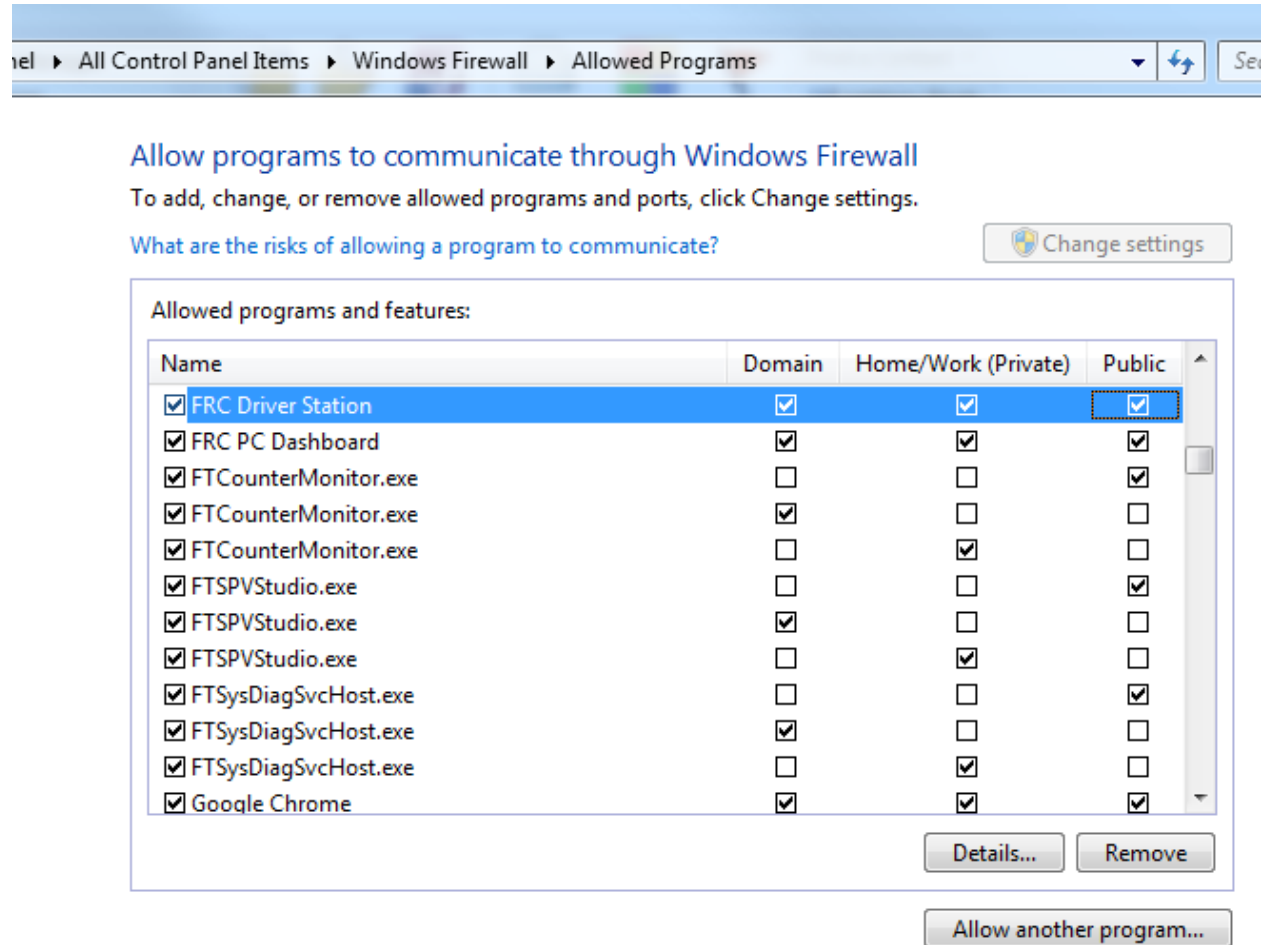 nel ▸ All Control Panel Items ▸ Windows Firewall ▸ Allowed Programs
Allow programs to communicate through Windows Firewall
To add, change, or remove allowed programs and ports, click Change settings.
What are the risks of allowing a program to communicate? Change settings
Allowed programs and features:
Name Domain Home/Work (Private) Public
FRC Driver Station
FRC PC Dashboard
FTCounterMonitor.exe
FTCounterMonitor.exe
FTCounterMonitor.exe
FTSPVStudio.exe
FTSPVStudio.exe
FTSPVStudio.exe
FTSysDiagSvcHost.exe
FTSysDiagSvcHost.exe
FTSysDiagSvcHost.exe
Google Chrome
Details... Remove
Allow another program...